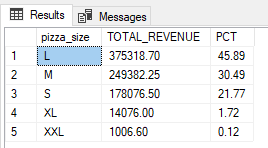 Results Messages
pizza_size TOTAL_REVENUE PCT
1 L 375318.70 45.89
2 M 249382.25 30.49
3 S 178076.50 21.77
4 XL 14076.00 1.72
5 XXL 1006.60 0.12